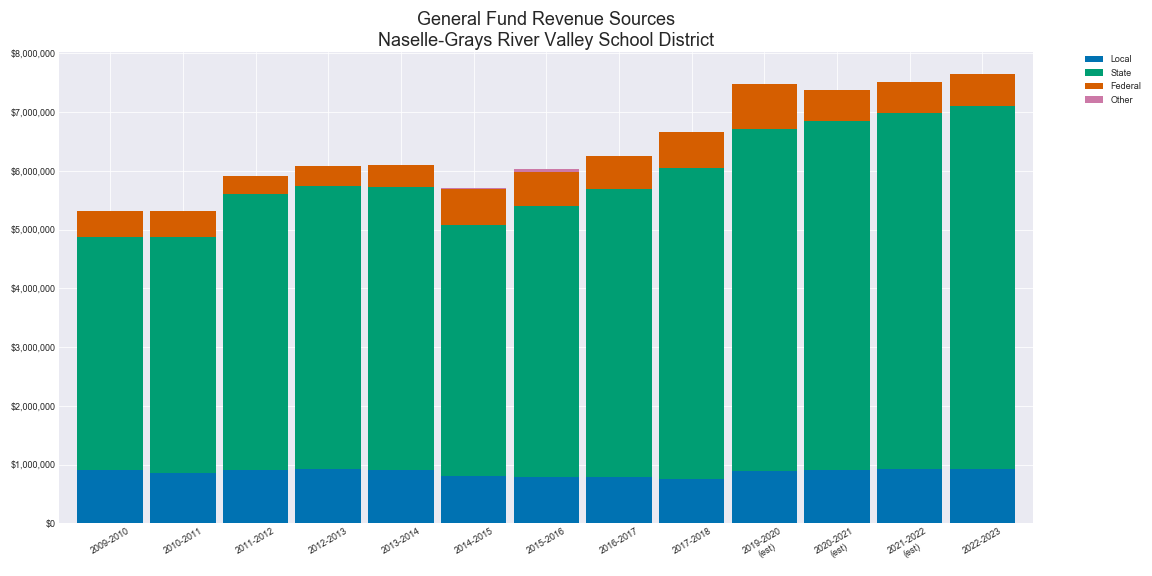 General Fund Revenue Sources
Naselle-Grays River Valley School District
$8,000,000
$7,000,000
$6,000,000
$5,000,000
$4,000,000
$3,000,000
$2,000,000
$1,000,000
$0
Local
State
Federal
Other
2009-2010
2010-2011
2011-2012
2012-2013
2013-2014
2014-2015
2015-2016
2016-2017
2017-2018
2019-2020
(est)
2020-2021
(est)
2021-2022
(est)
2022-2023